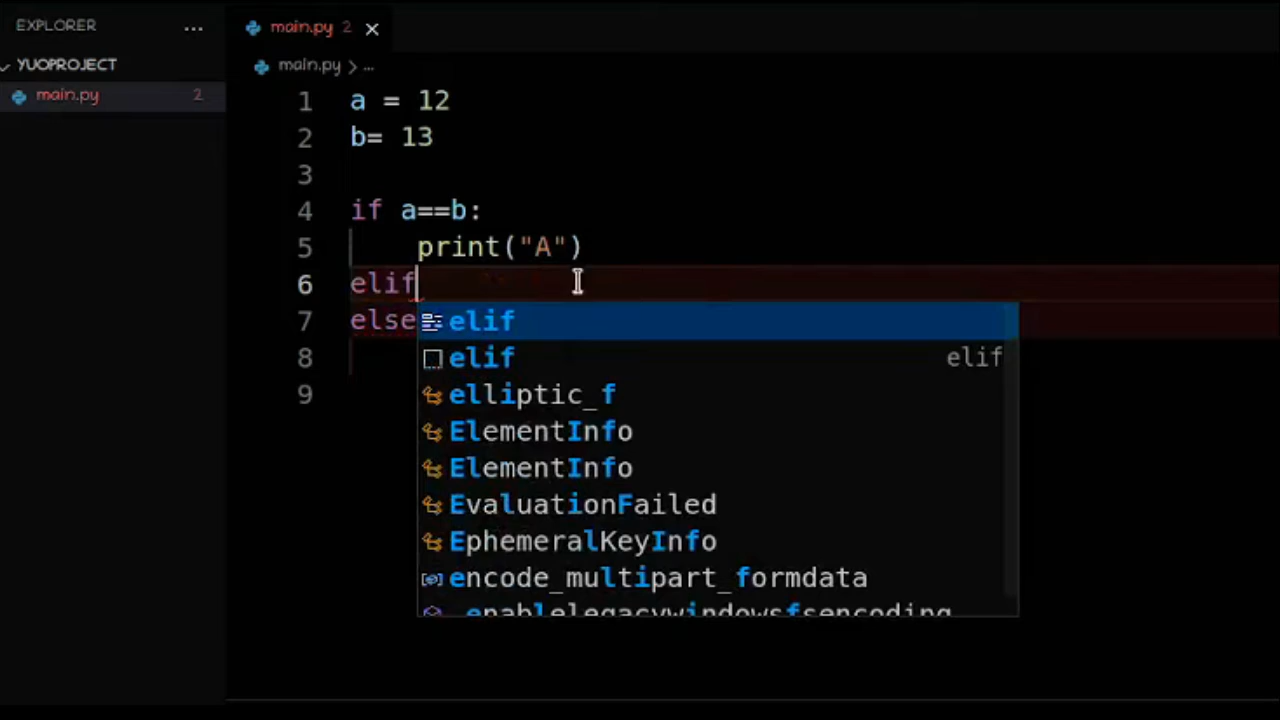 EXPLORER ...
main.py 2
YUOPROJECT
main.py > ...
main.py 2
1 a = 12
2 b= 13
3
4 if a==b:
5 print("A")
6 elif
7 else
8
9
elif
elif elif
elliptic_f
ElementInfo
ElementInfo
EvaluationFailed
EphemeralKeyInfo
encode_multipart_formdata
_enablelegacywindowsfsencoding